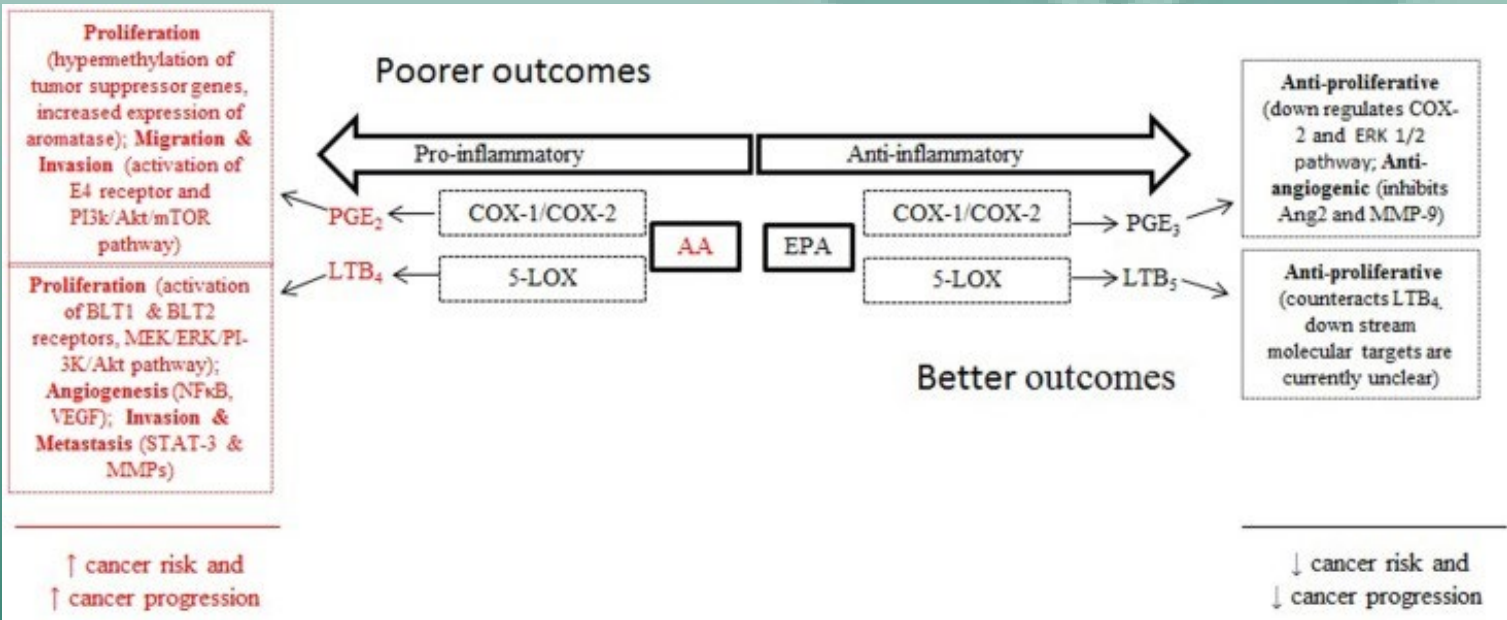 Proliferation
(hypermethylation of
tumor suppressor genes,
increased expression of
aromatase); Migration &
Invasion (activation of
E4 receptor and
PI3k/Akt/mTOR
pathway)
Proliferation (activation
of BLT1 & BLT2
receptors, MEK/ERK/PI-
3K/Akt pathway);
Angiogenesis (NFκB,
VEGF); Invasion &
Metastasis (STAT-3 &
MMPs)
↑ cancer risk and
↑ cancer progression
Poorer outcomes
Pro-inflammatory
Anti-inflammatory
PGE₂
COX-1/COX-2
LTB₄
5-LOX
AA
EPA
COX-1/COX-2
PGE₃
5-LOX
LTB₅
Better outcomes
Anti-proliferative
(down regulates COX-
2 and ERK 1/2
pathway; Anti-
angiogenic (inhibits
Ang2 and MMP-9)
Anti-proliferative
(counteracts LTB₄,
down stream
molecular targets are
currently unclear)
↓ cancer risk and
↓ cancer progression